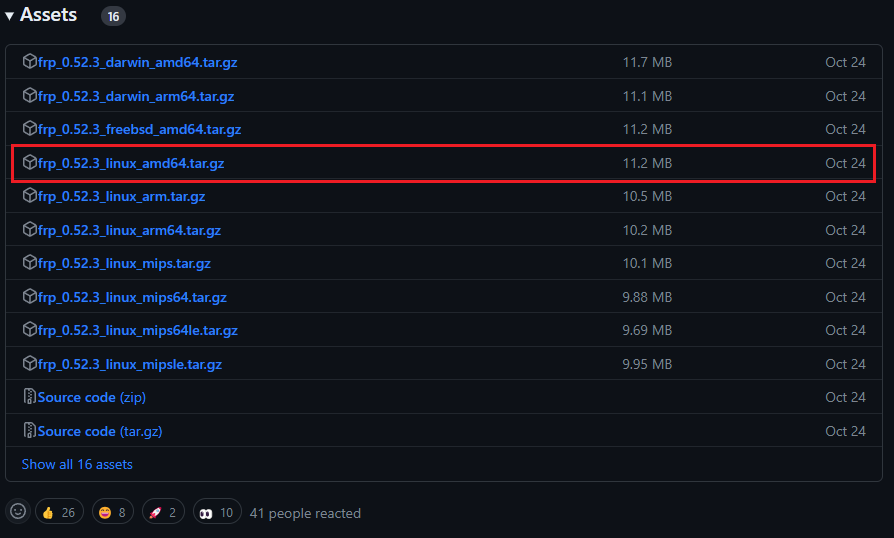 Assets 16
frp_0.52.3_darwin_amd64.tar.gz 11.7 MB Oct 24
frp_0.52.3_darwin_arm64.tar.gz 11.1 MB Oct 24
frp_0.52.3_freebsd_amd64.tar.gz 11.2 MB Oct 24
frp_0.52.3_linux_amd64.tar.gz 11.2 MB Oct 24
frp_0.52.3_linux_arm.tar.gz 10.5 MB Oct 24
frp_0.52.3_linux_arm64.tar.gz 10.2 MB Oct 24
frp_0.52.3_linux_mips.tar.gz 10.1 MB Oct 24
frp_0.52.3_linux_mips64.tar.gz 9.88 MB Oct 24
frp_0.52.3_linux_mips64le.tar.gz 9.69 MB Oct 24
frp_0.52.3_linux_mipsle.tar.gz 9.95 MB Oct 24
Source code (zip) Oct 24
Source code (tar.gz) Oct 24
Show all 16 assets
26 8 2 10 41 people reacted